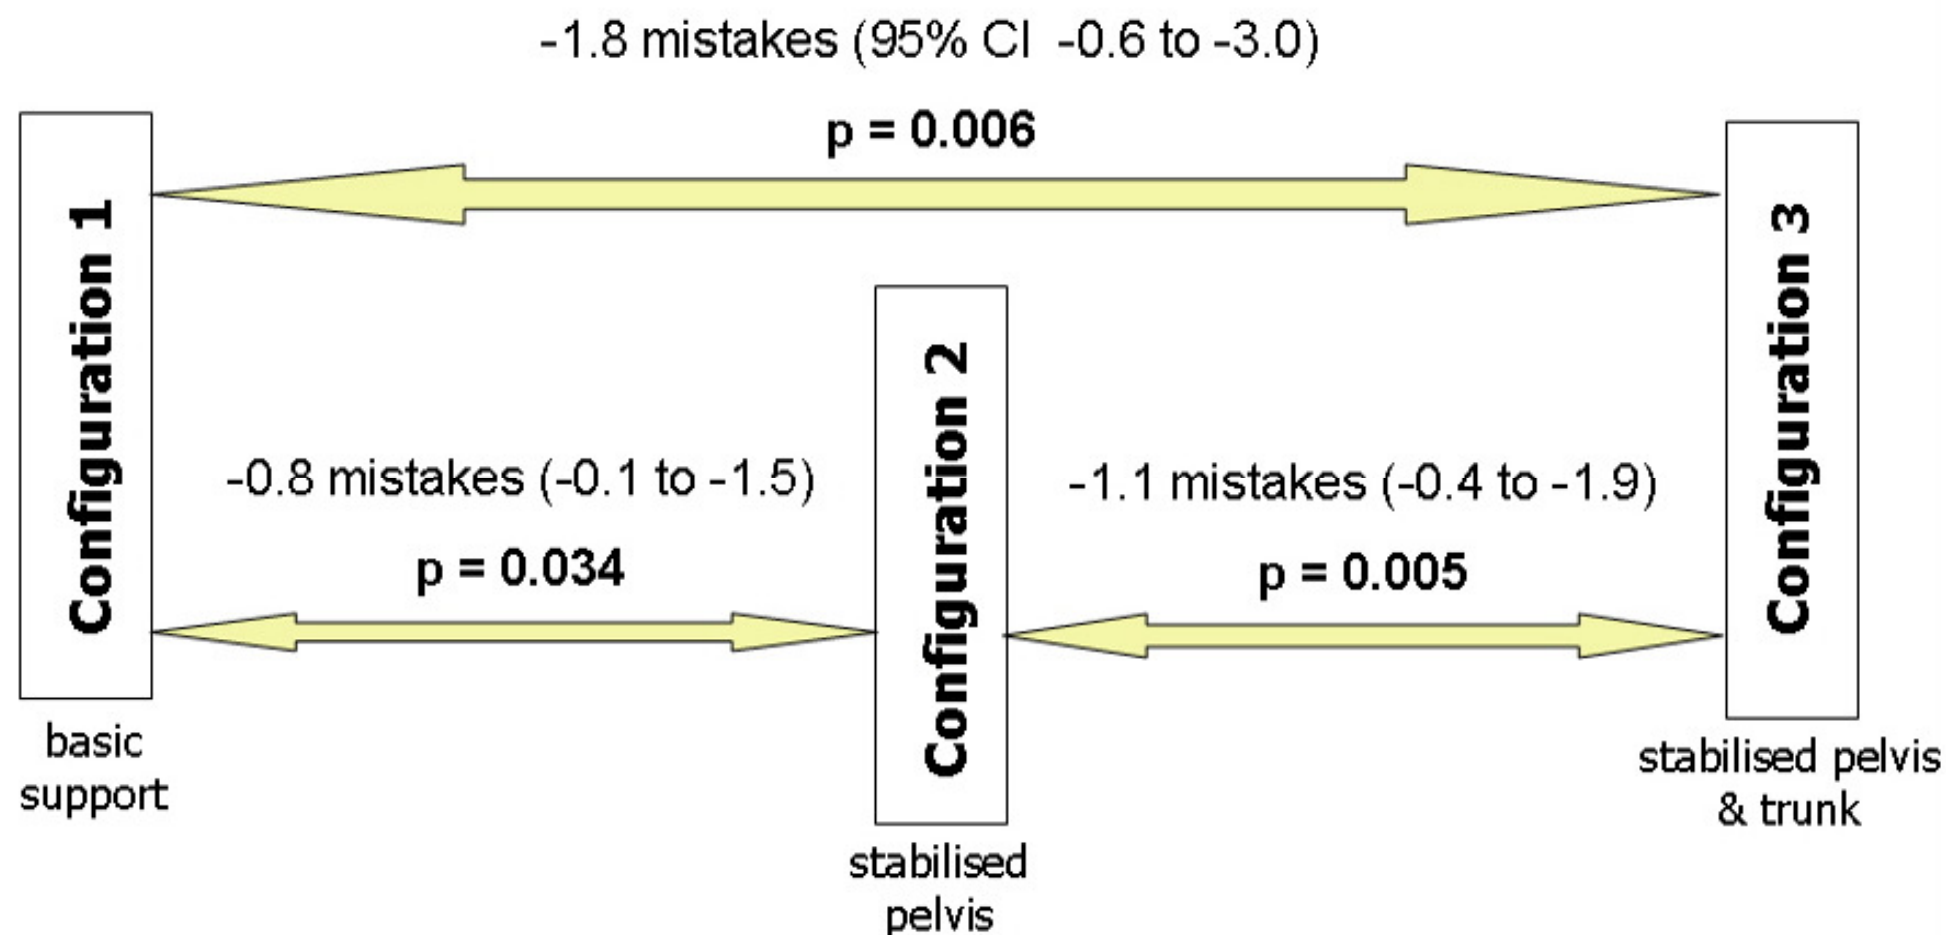 -1.8 mistakes (95% CI -0.6 to -3.0)
p = 0.006
Configuration 1
basic
support
-0.8 mistakes (-0.1 to -1.5)
p = 0.034
Configuration 2
stabilised
pelvis
-1.1 mistakes (-0.4 to -1.9)
p = 0.005
Configuration 3
stabilised pelvis
& trunk